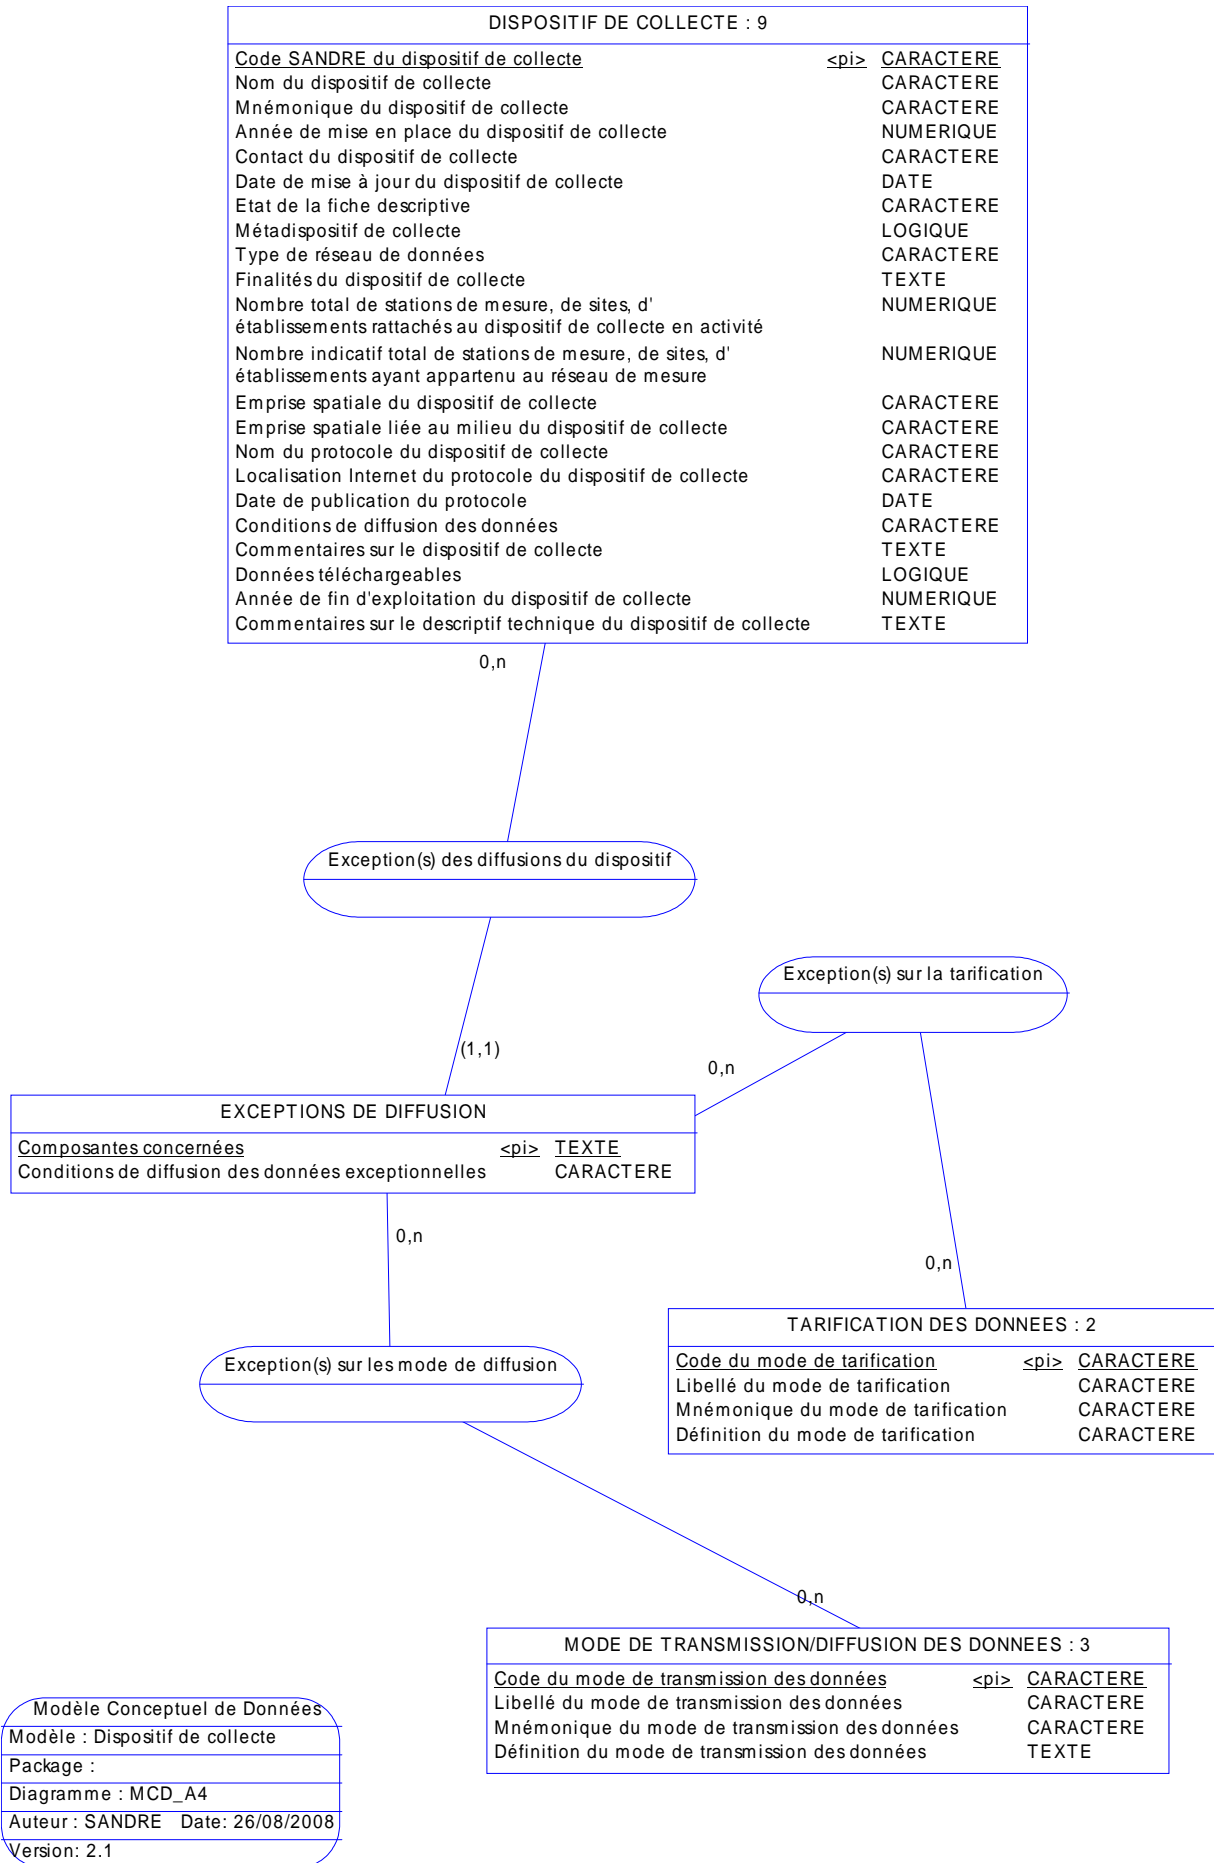 DISPOSITIF DE COLLECTE : 9
Code SANDRE du dispositif de collecte <pi> CARACTERE
Nom du dispositif de collecte CARACTERE
Mnémonique du dispositif de collecte CARACTERE
Année de mise en place du dispositif de collecte NUMERIQUE
Contact du dispositif de collecte CARACTERE
Date de mise à jour du dispositif de collecte DATE
Etat de la fiche descriptive CARACTERE
Métadispositif de collecte LOGIQUE
Type de réseau de données CARACTERE
Finalités du dispositif de collecte TEXTE
Nombre total de stations de mesure, de sites, d' NUMERIQUE
établissements rattachés au dispositif de collecte en activité
Nombre indicatif total de stations de mesure, de sites, d' NUMERIQUE
établissements ayant appartenu au réseau de mesure
Emprise spatiale du dispositif de collecte CARACTERE
Emprise spatiale liée au milieu du dispositif de collecte CARACTERE
Nom du protocole du dispositif de collecte CARACTERE
Localisation Internet du protocole du dispositif de collecte CARACTERE
Date de publication du protocole DATE
Conditions de diffusion des données CARACTERE
Commentaires sur le dispositif de collecte TEXTE
Données téléchargeables LOGIQUE
Année de fin d'exploitation du dispositif de collecte NUMERIQUE
Commentaires sur le descriptif technique du dispositif de collecte TEXTE
0,n
Exception(s) des diffusions du dispositif
(1,1)
Exception(s) sur la tarification
0,n
EXCEPTIONS DE DIFFUSION
Composantes concernées <pi> TEXTE
Conditions de diffusion des données exceptionnelles CARACTERE
0,n
0,n
Exception(s) sur les mode de diffusion
TARIFICATION DES DONNEES : 2
Code du mode de tarification <pi> CARACTERE
Libellé du mode de tarification CARACTERE
Mnémonique du mode de tarification CARACTERE
Définition du mode de tarification CARACTERE
0,n
MODE DE TRANSMISSION/DIFFUSION DES DONNEES : 3
Code du mode de transmission des données <pi> CARACTERE
Libellé du mode de transmission des données CARACTERE
Mnémonique du mode de transmission des données CARACTERE
Définition du mode de transmission des données TEXTE
Modèle Conceptuel de Données
Modèle : Dispositif de collecte
Package :
Diagramme : MCD_A4
Auteur : SANDRE Date: 26/08/2008
Version: 2.1